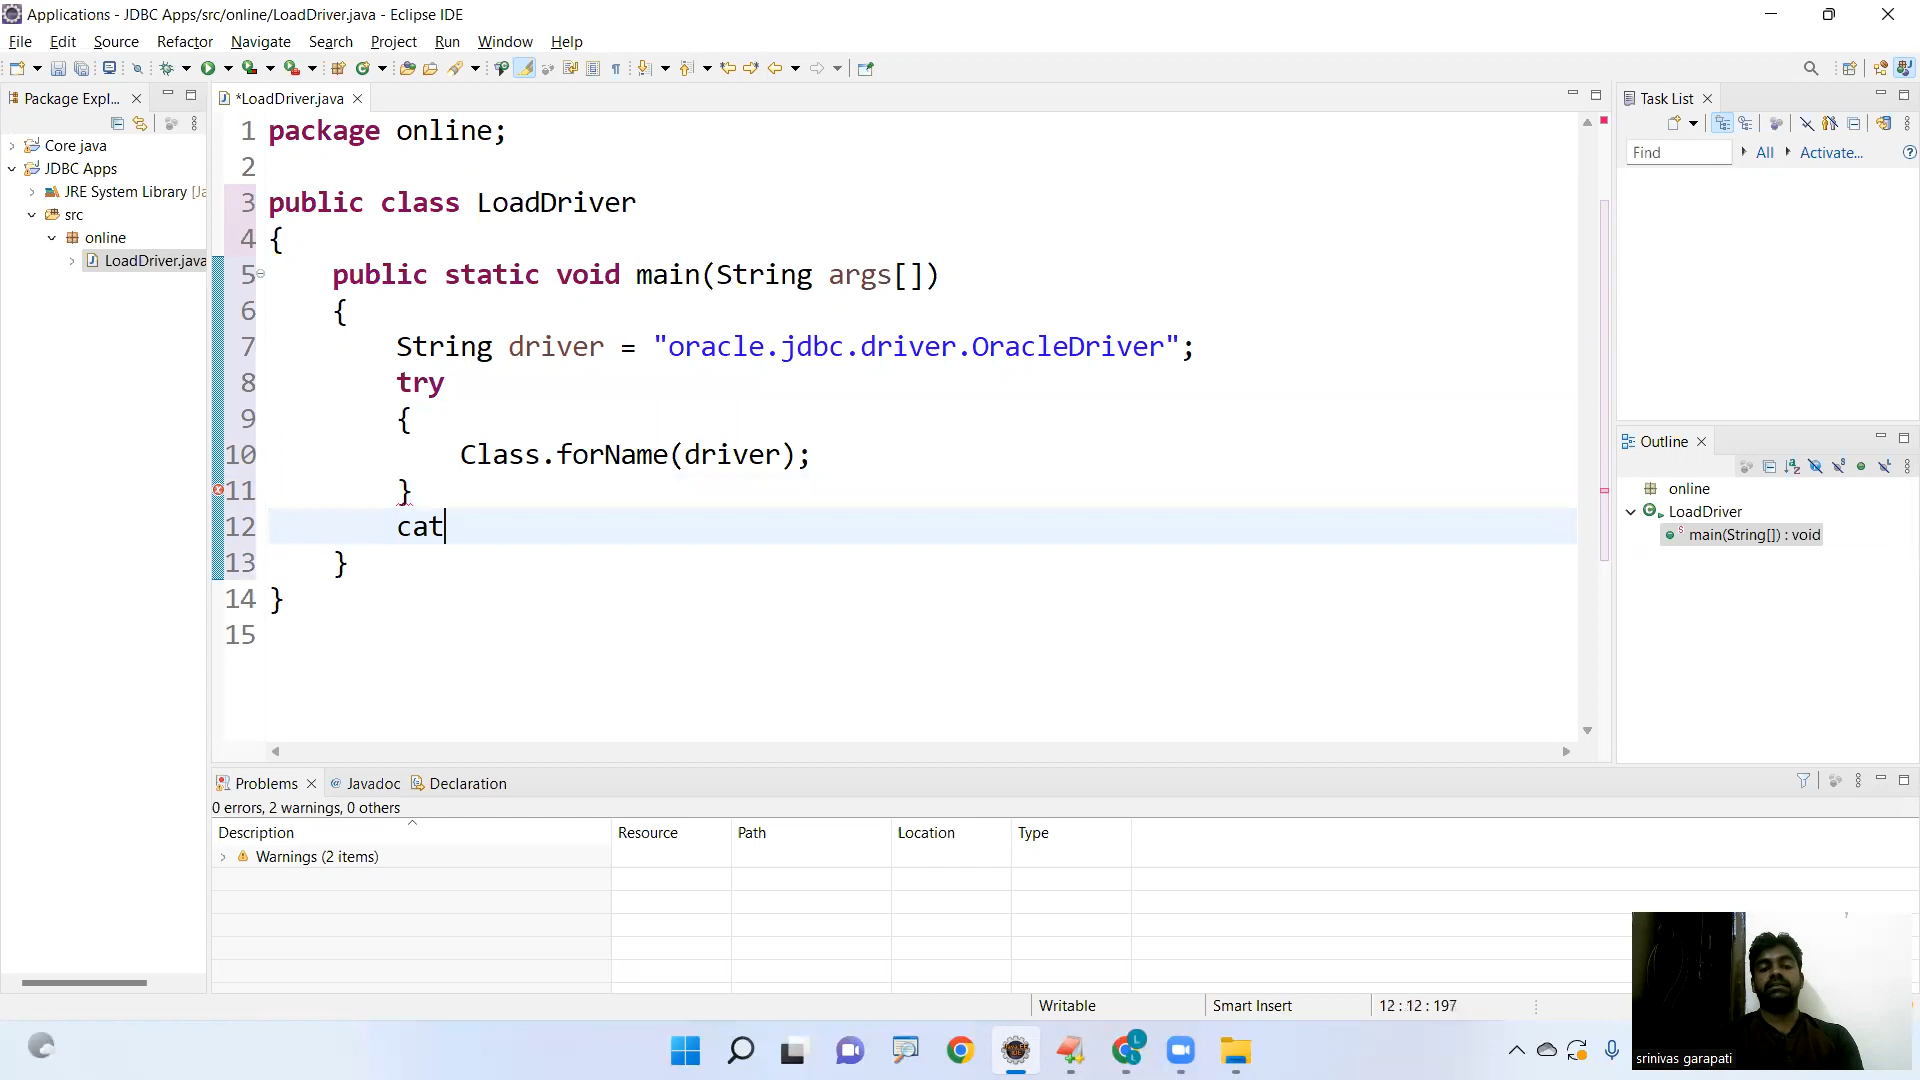 Applications - JDBC Apps/src/online/LoadDriver.java - Eclipse IDE
File Edit Source Refactor Navigate Search Project Run Window Help
Package Expl...
Core java
JDBC Apps
JRE System Library [Ja
src
online
LoadDriver.java
*LoadDriver.java
1 package online;
2
3 public class LoadDriver
4 {
5 public static void main(String args[])
6 {
7 String driver = "oracle.jdbc.driver.OracleDriver";
8 try
9 {
10 Class.forName(driver);
11 }
12 cat
13 }
14 }
15
Task List
Find All Activate...
Outline
online
LoadDriver
main(String[]) : void
Problems Javadoc Declaration
0 errors, 2 warnings, 0 others
Description Resource Path Location Type
Warnings (2 items)
Writable Smart Insert 12 : 12 : 197
srinivas garapati